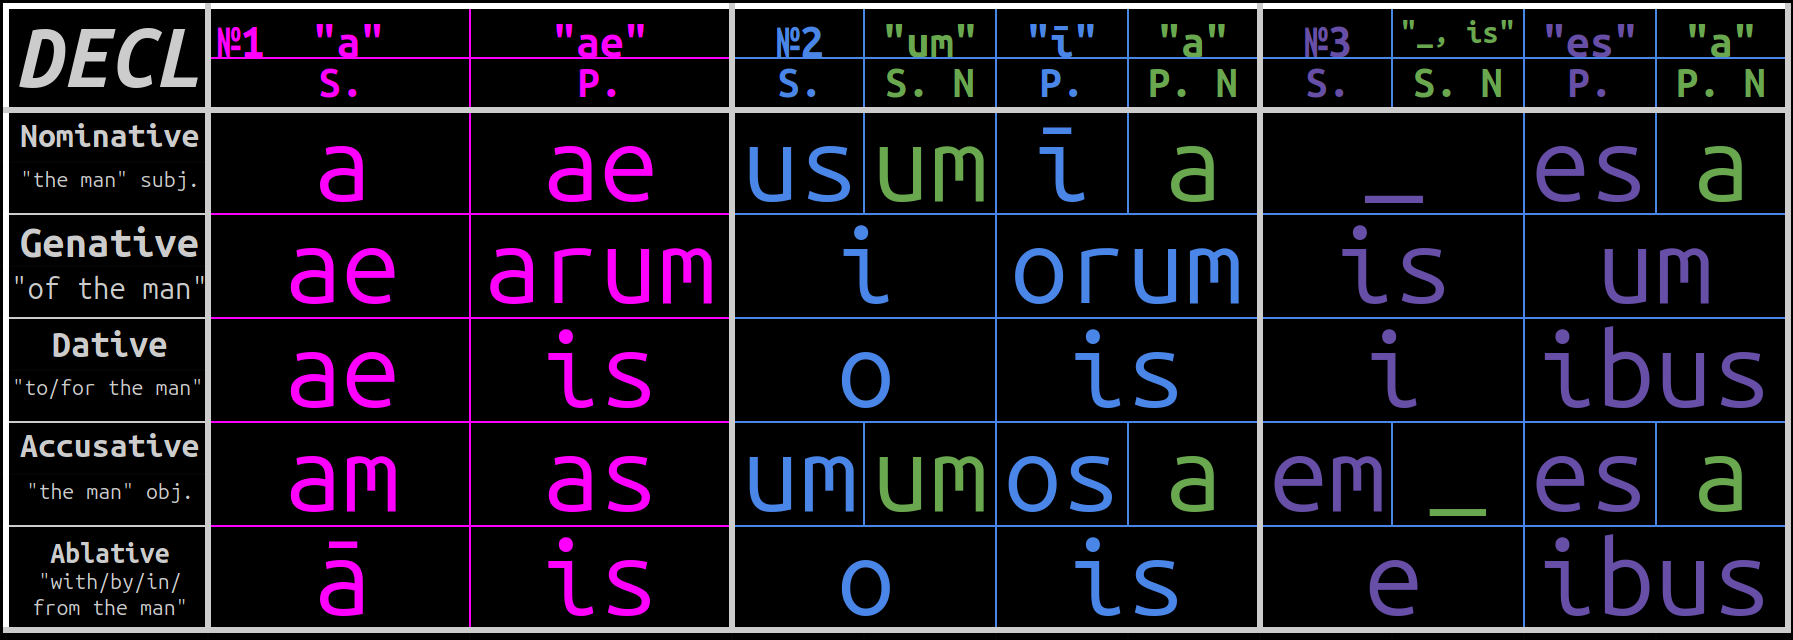 DECL №1 "a" "ae" №2 "um" "ī" "a" №3 "_, is" "es" "a"
S. P. S. S. N P. P. N S. S. N P. P. N
Nominative a ae us um ī a _ es a
"the man" subj.
Genative ae arum i orum is um
"of the man"
Dative ae is o is i ibus
"to/for the man"
Accusative am as um um os a em _ es a
"the man" obj.
Ablative ā is o is e ibus
"with/by/in/
from the man"